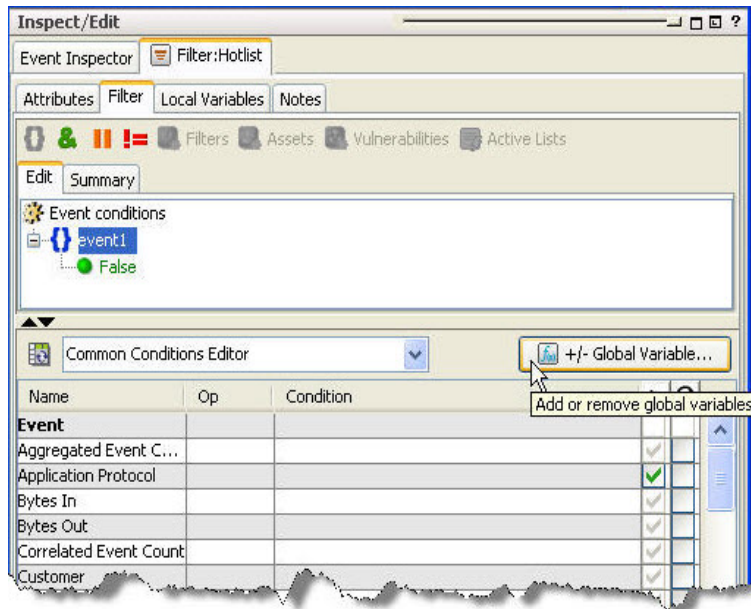 Inspect/Edit ?
Event Inspector Filter:Hotlist
Attributes Filter Local Variables Notes
{} & || != Filters Assets Vulnerabilities Active Lists
Edit Summary
Event conditions
{} event1
False
Common Conditions Editor +/- Global Variable...
Name Op Condition
Add or remove global variables
Event
Aggregated Event C...
Application Protocol
Bytes In
Bytes Out
Correlated Event Count
Customer